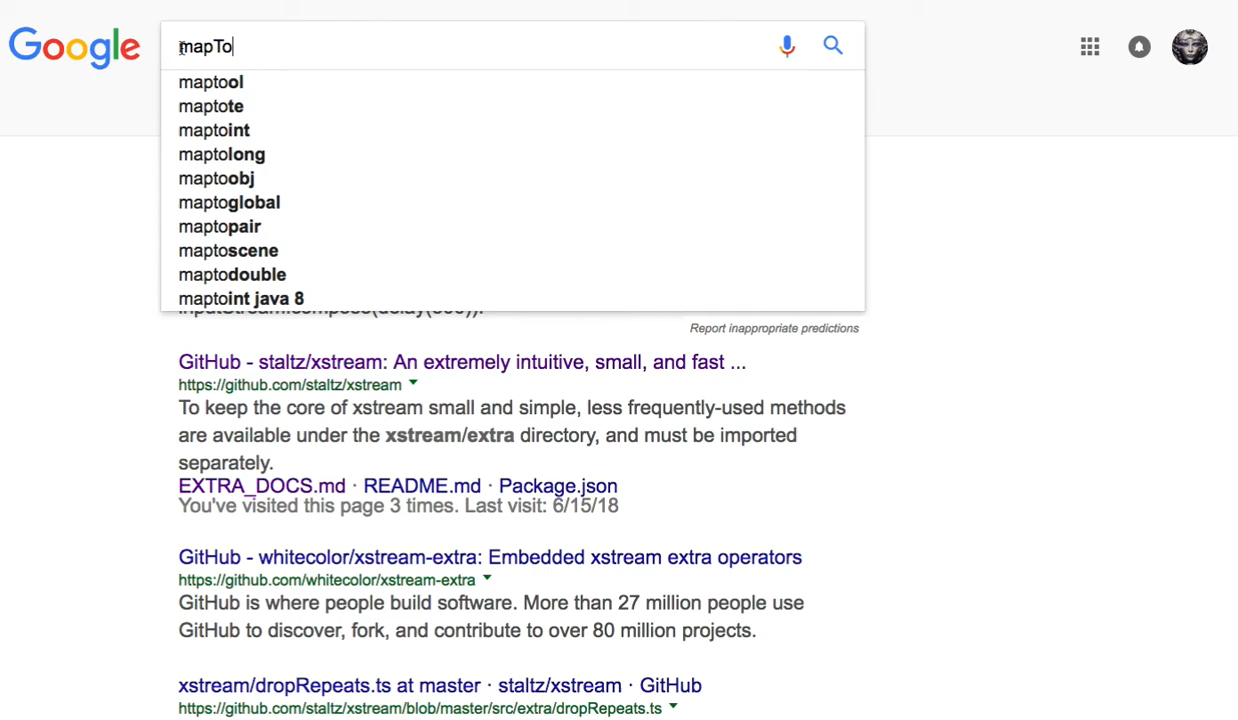 Google
mapTo
maptool
maptote
maptoint
maptolong
maptoobj
maptoglobal
maptopair
maptoscene
maptodouble
maptoint java 8
Report inappropriate predictions
GitHub - staltz/xstream: An extremely intuitive, small, and fast ...
https://github.com/staltz/xstream
To keep the core of xstream small and simple, less frequently-used methods
are available under the xstream/extra directory, and must be imported
separately.
EXTRA_DOCS.md · README.md · Package.json
You've visited this page 3 times. Last visit: 6/15/18
GitHub - whitecolor/xstream-extra: Embedded xstream extra operators
https://github.com/whitecolor/xstream-extra
GitHub is where people build software. More than 27 million people use
GitHub to discover, fork, and contribute to over 80 million projects.
xstream/dropRepeats.ts at master · staltz/xstream · GitHub
https://github.com/staltz/xstream/blob/master/src/extra/dropRepeats.ts